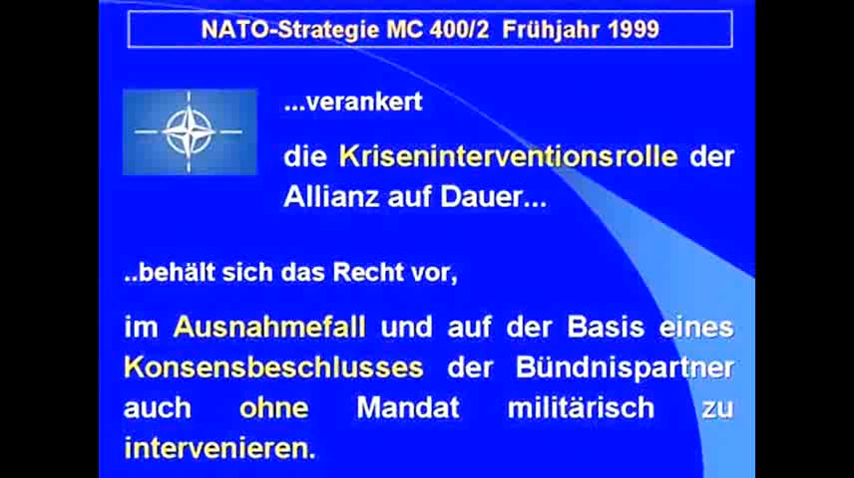 NATO-Strategie MC 400/2 Frühjahr 1999
...verankert
die Kriseninterventionsrolle der
Allianz auf Dauer...
..behält sich das Recht vor,
im Ausnahmefall und auf der Basis eines
Konsensbeschlusses der Bündnispartner
auch ohne Mandat militärisch zu
intervenieren.